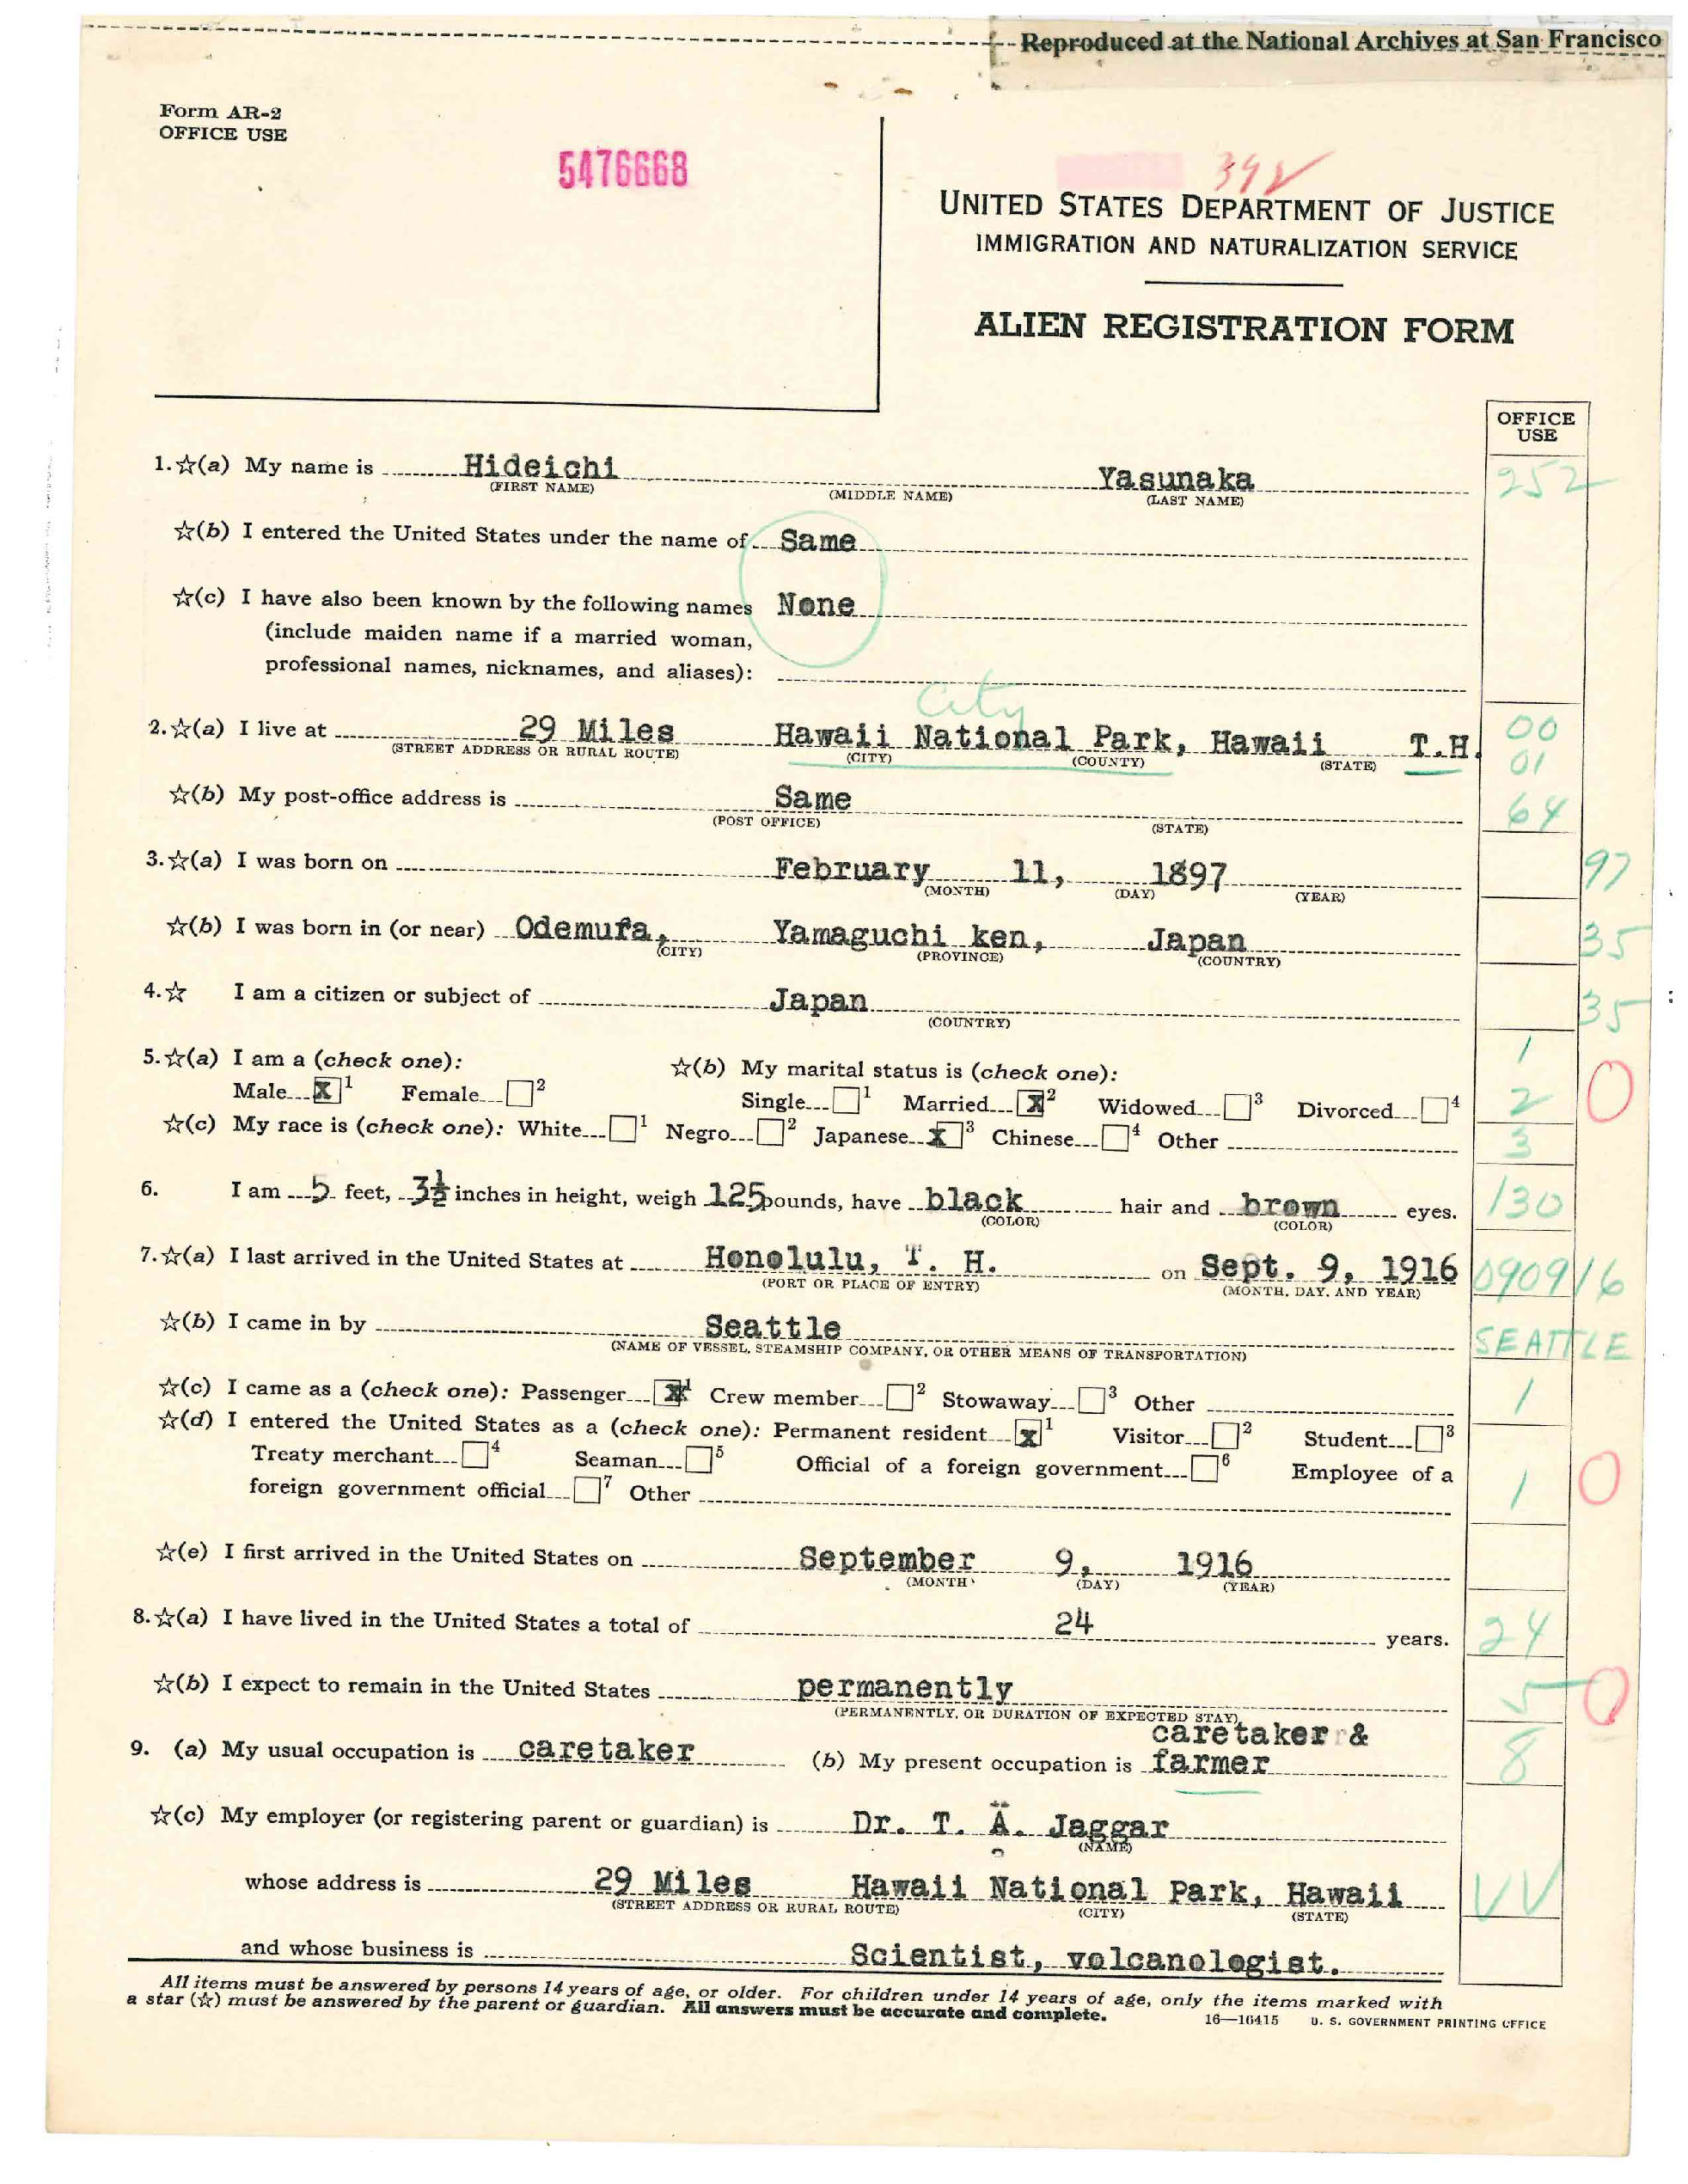 Reproduced at the National Archives at San Francisco
Form AR-2
OFFICE USE
5476668
392
UNITED STATES DEPARTMENT OF JUSTICE
IMMIGRATION AND NATURALIZATION SERVICE
ALIEN REGISTRATION FORM
OFFICE USE
1. ☆(a) My name is Hideichi Yasunaka 252
(FIRST NAME) (MIDDLE NAME) (LAST NAME)
☆(b) I entered the United States under the name of Same
☆(c) I have also been known by the following names None
(include maiden name if a married woman,
professional names, nicknames, and aliases):
City
2. ☆(a) I live at 29 Miles Hawaii National Park, Hawaii T.H. 00
(STREET ADDRESS OR RURAL ROUTE) (CITY) (COUNTY) (STATE) 01
☆(b) My post-office address is Same 64
(POST OFFICE) (STATE)
3. ☆(a) I was born on February 11, 1897 97
(MONTH) (DAY) (YEAR)
☆(b) I was born in (or near) Odemura, Yamaguchi ken, Japan 35
(CITY) (PROVINCE) (COUNTRY)
4. ☆ I am a citizen or subject of Japan 35
(COUNTRY)
5. ☆(a) I am a (check one): ☆(b) My marital status is (check one): 1
Male X 1 Female 2 Single 1 Married X 2 Widowed 3 Divorced 4 2 0
☆(c) My race is (check one): White 1 Negro 2 Japanese X 3 Chinese 4 Other 3
6. I am 5 feet, 3½ inches in height, weigh 125 pounds, have black hair and brown eyes. 130
(COLOR) (COLOR)
7. ☆(a) I last arrived in the United States at Honolulu, T. H. on Sept. 9, 1916 090916
(PORT OR PLACE OF ENTRY) (MONTH, DAY, AND YEAR)
☆(b) I came in by Seattle SEATTLE
(NAME OF VESSEL, STEAMSHIP COMPANY, OR OTHER MEANS OF TRANSPORTATION)
☆(c) I came as a (check one): Passenger X 1 Crew member 2 Stowaway 3 Other 1
☆(d) I entered the United States as a (check one): Permanent resident X 1 Visitor 2 Student 3
Treaty merchant 4 Seaman 5 Official of a foreign government 6 Employee of a
foreign government official 7 Other 1 0
☆(e) I first arrived in the United States on September 9, 1916
(MONTH) (DAY) (YEAR)
8. ☆(a) I have lived in the United States a total of 24 years. 24
☆(b) I expect to remain in the United States permanently 5 0
(PERMANENTLY, OR DURATION OF EXPECTED STAY)
caretaker &
9. (a) My usual occupation is caretaker (b) My present occupation is farmer 8
☆(c) My employer (or registering parent or guardian) is Dr. T. A. Jaggar
(NAME)
whose address is 29 Miles Hawaii National Park, Hawaii VV
(STREET ADDRESS OR RURAL ROUTE) (CITY) (STATE)
and whose business is Scientist, volcanologist.
All items must be answered by persons 14 years of age, or older. For children under 14 years of age, only the items marked with
a star (☆) must be answered by the parent or guardian. All answers must be accurate and complete.
16—16415 U. S. GOVERNMENT PRINTING OFFICE